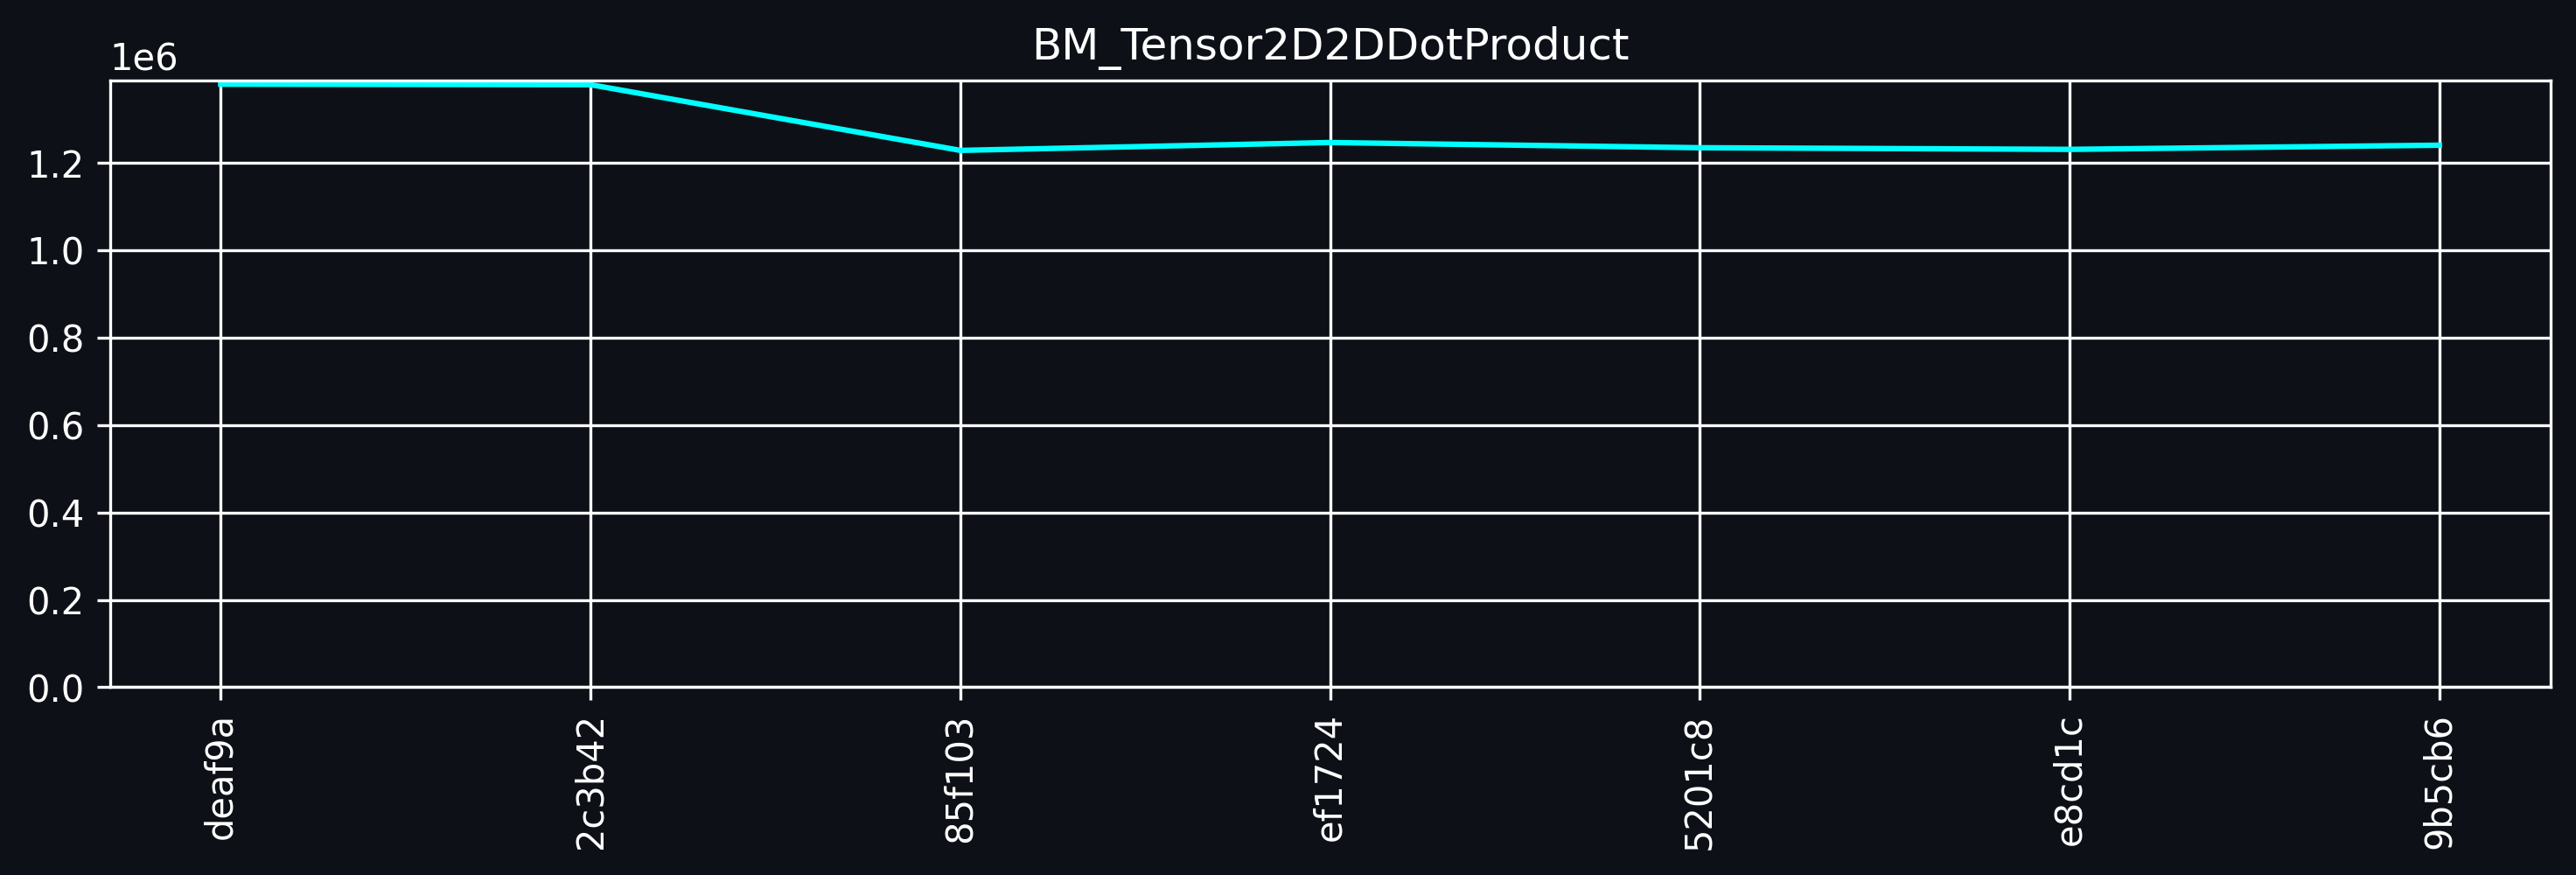 BM_Tensor2D2DDotProduct
1e6
1.2
1.0
0.8
0.6
0.4
0.2
0.0
deaf9a
2c3b42
85f103
ef1724
5201c8
e8cd1c
9b5cb6